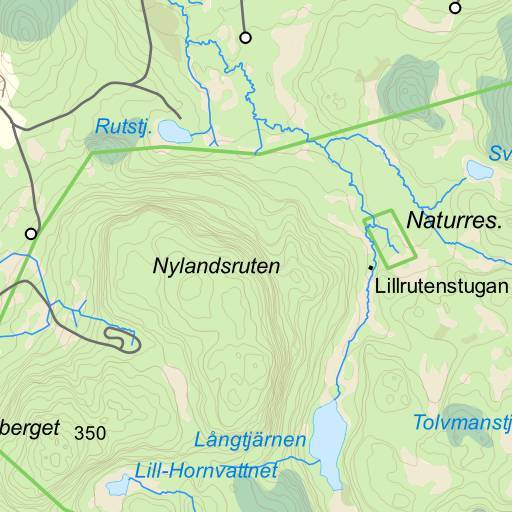 Rutstj.
Sv
Naturres.
Nylandsruten
Lillrutenstugan
berget 350
Tolvmanstj
Långtjärnen
Lill-Hornvattnet